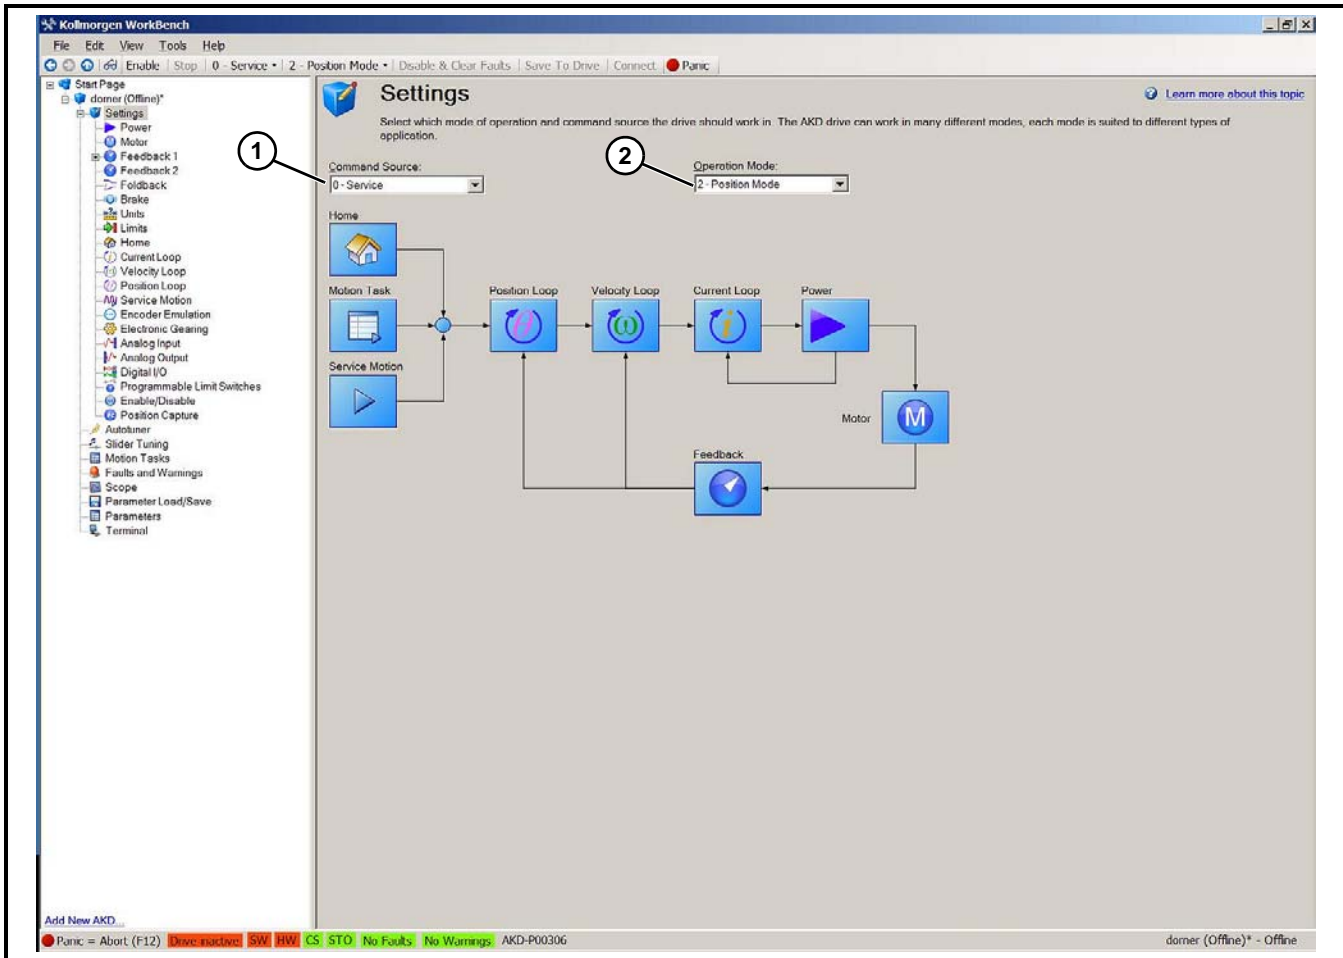 Kollmorgen WorkBench
File Edit View Tools Help
Enable Stop 0 - Service 2 - Position Mode Disable & Clear Faults Save To Drive Connect Panic
Start Page
dorner (Offline)*
Settings
Power
Motor
Feedback 1
Feedback 2
Foldback
Brake
Units
Limits
Home
Current Loop
Velocity Loop
Position Loop
Service Motion
Encoder Emulation
Electronic Gearing
Analog Input
Analog Output
Digital I/O
Programmable Limit Switches
Enable/Disable
Position Capture
Autotuner
Slider Tuning
Motion Tasks
Faults and Warnings
Scope
Parameter Load/Save
Parameters
Terminal
Add New AKD...
Settings
Learn more about this topic
Select which mode of operation and command source the drive should work in. The AKD drive can work in many different modes, each mode is suited to different types of
application.
1
2
Command Source:
Operation Mode:
0 - Service
2 - Position Mode
Home
Motion Task
Position Loop
Velocity Loop
Current Loop
Power
θ
ω
i
Service Motion
Motor
M
Feedback
Panic = Abort (F12) Drive inactive SW HW CS STO No Faults No Warnings AKD-P00306
dorner (Offline)* - Offline